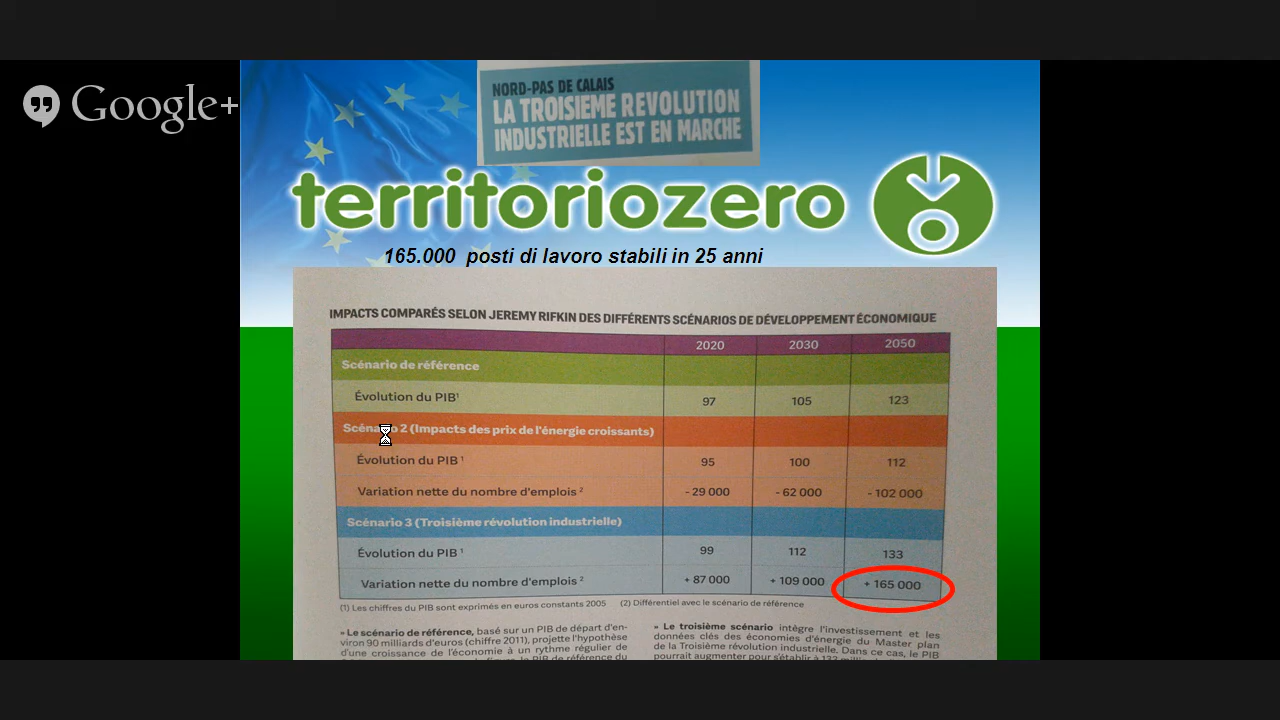 Google+
NORD-PAS DE CALAIS
LA TROISIEME REVOLUTION
INDUSTRIELLE EST EN MARCHE
territoriozero
165.000 posti di lavoro stabili in 25 anni
IMPACTS COMPARÉS SELON JEREMY RIFKIN DES DIFFÉRENTS SCÉNARIOS DE DÉVELOPPEMENT ÉCONOMIQUE
2020 2030 2050
Scénario de référence
Évolution du PIB¹ 97 105 123
Scénario 2 (Impacts des prix de l'énergie croissants)
Évolution du PIB ¹ 95 100 112
Variation nette du nombre d'emplois ² - 29 000 - 62 000 - 102 000
Scénario 3 (Troisième révolution industrielle)
Évolution du PIB ¹ 99 112 133
Variation nette du nombre d'emplois ² + 87 000 + 109 000 + 165 000
(1) Les chiffres du PIB sont exprimés en euros constants 2005 (2) Différentiel avec le scénario de référence
» Le scénario de référence, basé sur un PIB de départ d'en-
viron 90 milliards d'euros (chiffre 2011), projette l'hypothèse
d'une croissance de l'économie à un rythme régulier de
» Le troisième scénario intègre l'investissement et les
données clés des économies d'énergie du Master plan
de la Troisième révolution industrielle. Dans ce cas, le PIB